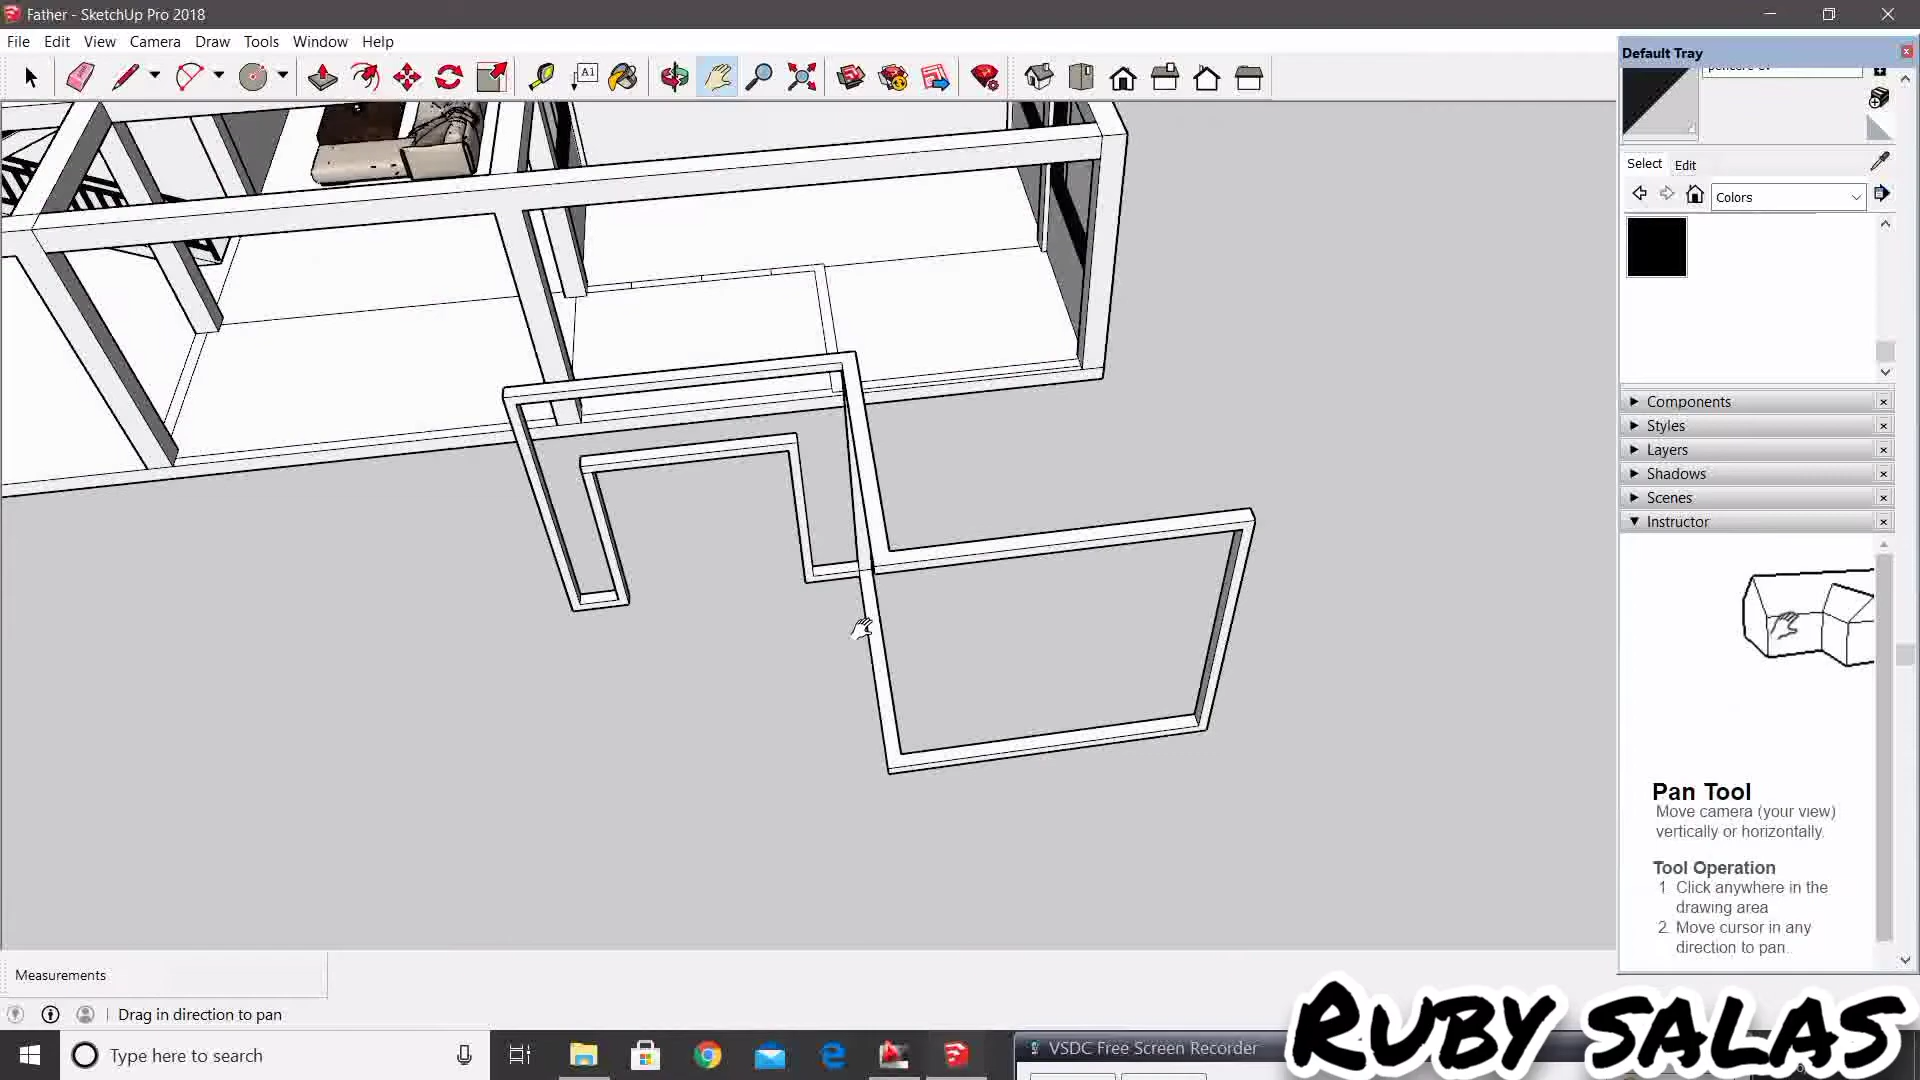 Father - SketchUp Pro 2018
File Edit View Camera Draw Tools Window Help
A1
Default Tray
Select Edit
Colors
Components
Styles
Layers
Shadows
Scenes
Instructor
Pan Tool
Move camera (your view)
vertically or horizontally.
Tool Operation
1 Click anywhere in the
drawing area
2. Move cursor in any
direction to pan.
Measurements
Drag in direction to pan
Type here to search
VSDC Free Screen Recorder
RUBY SALAS